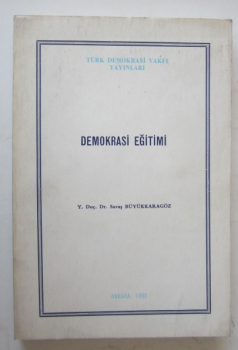 TÜRK DEMOKRASİ VAKFI
YAYINLARI
DEMOKRASİ EĞİTİMİ
Y. Doç. Dr. Savaş BÜYÜKKARAGÖZ